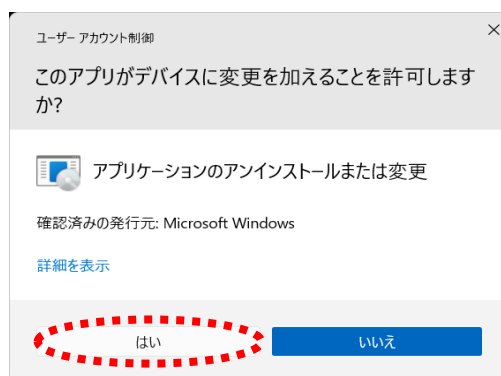 ユーザー アカウント制御
このアプリがデバイスに変更を加えることを許可します
か?
アプリケーションのアンインストールまたは変更
確認済みの発行元: Microsoft Windows
詳細を表示
はい
いいえ